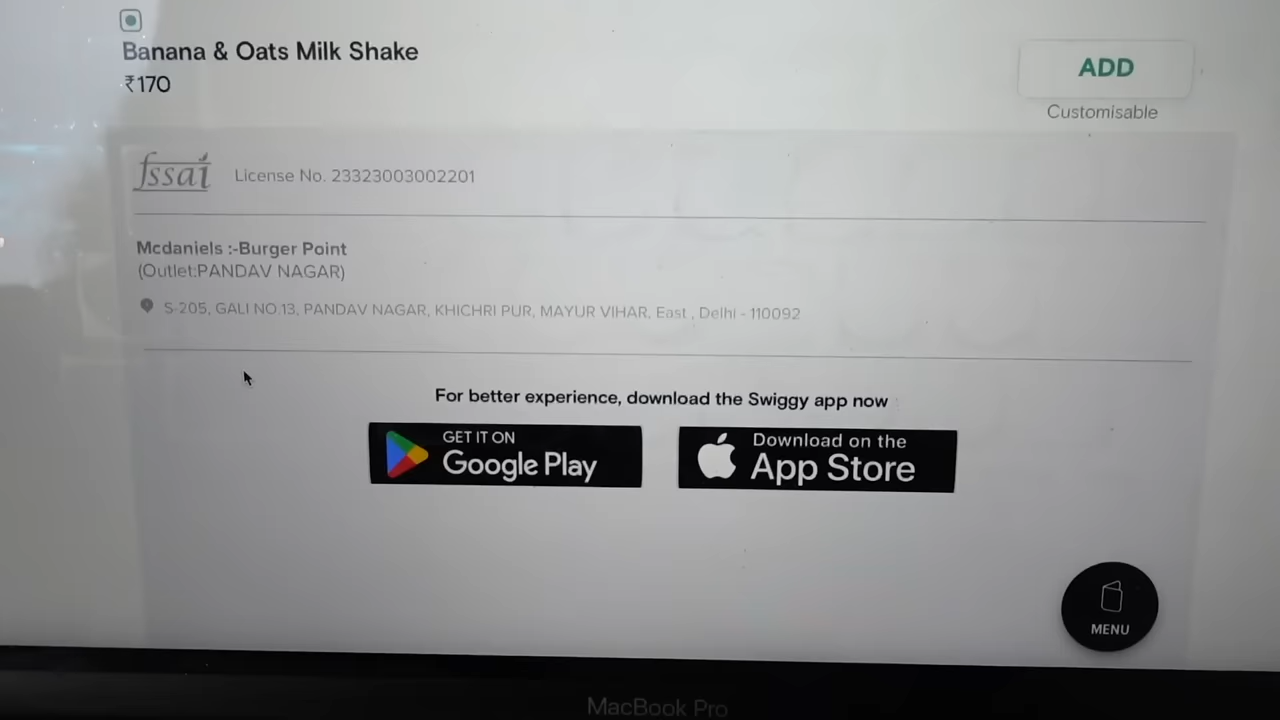 Banana & Oats Milk Shake
₹170
ADD
Customisable
fssai
License No. 23323003002201
Mcdaniels :-Burger Point
(Outlet:PANDAV NAGAR)
S-205, GALI NO 13, PANDAV NAGAR, KHICHRI PUR, MAYUR VIHAR, East , Delhi - 110092
For better experience, download the Swiggy app now
GET IT ON
Google Play
Download on the
App Store
MENU
MacBook Pro